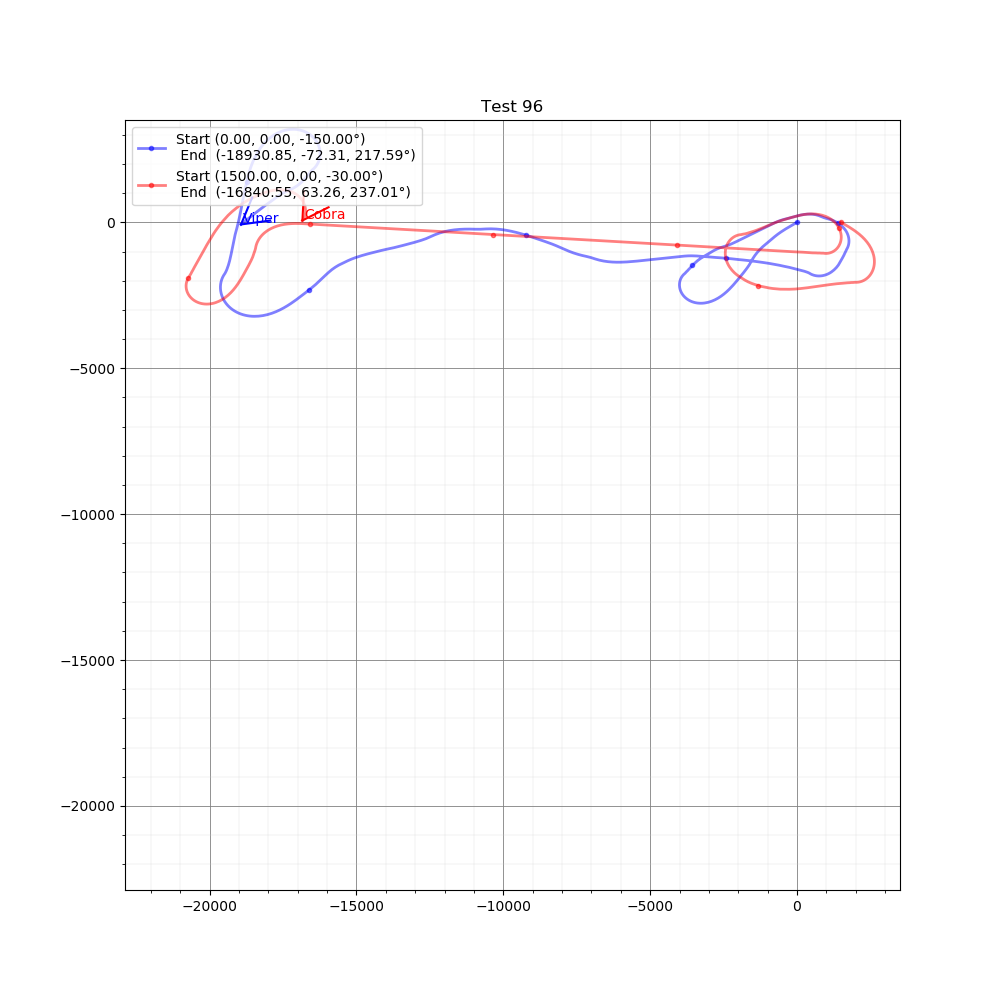 Test 96
Start (0.00, 0.00, -150.00°)
End (-18930.85, -72.31, 217.59°)
Start (1500.00, 0.00, -30.00°)
End (-16840.55, 63.26, 237.01°)
Viper
Cobra
0
−5000
−10000
−15000
−20000
−20000
−15000
−10000
−5000
0